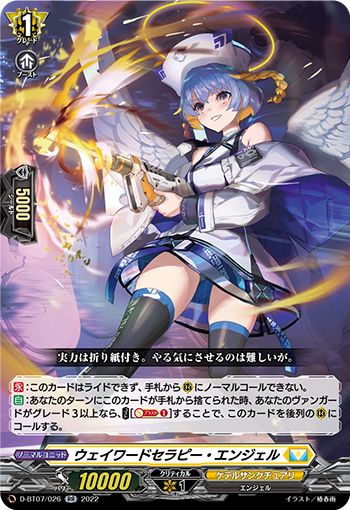 1
グレード
ブースト
5000
シールド
実力は折り紙付き。やる気にさせるのは難しいが。
永:このカードはライドできず、手札からRにノーマルコールできない。
自:あなたのターンにこのカードが手札から捨てられた時、あなたのヴァンガー
ドがグレード3以上なら、【ソウルブラスト1】することで、このカードを後列のRに
コールする。
ノーマルユニット
ウェイワードセラピー・エンジェル
パワー 10000
クリティカル
1
ケテルサンクチュアリ
エンジェル
D-BT07/026 RR 2022
イラスト/椿春雨